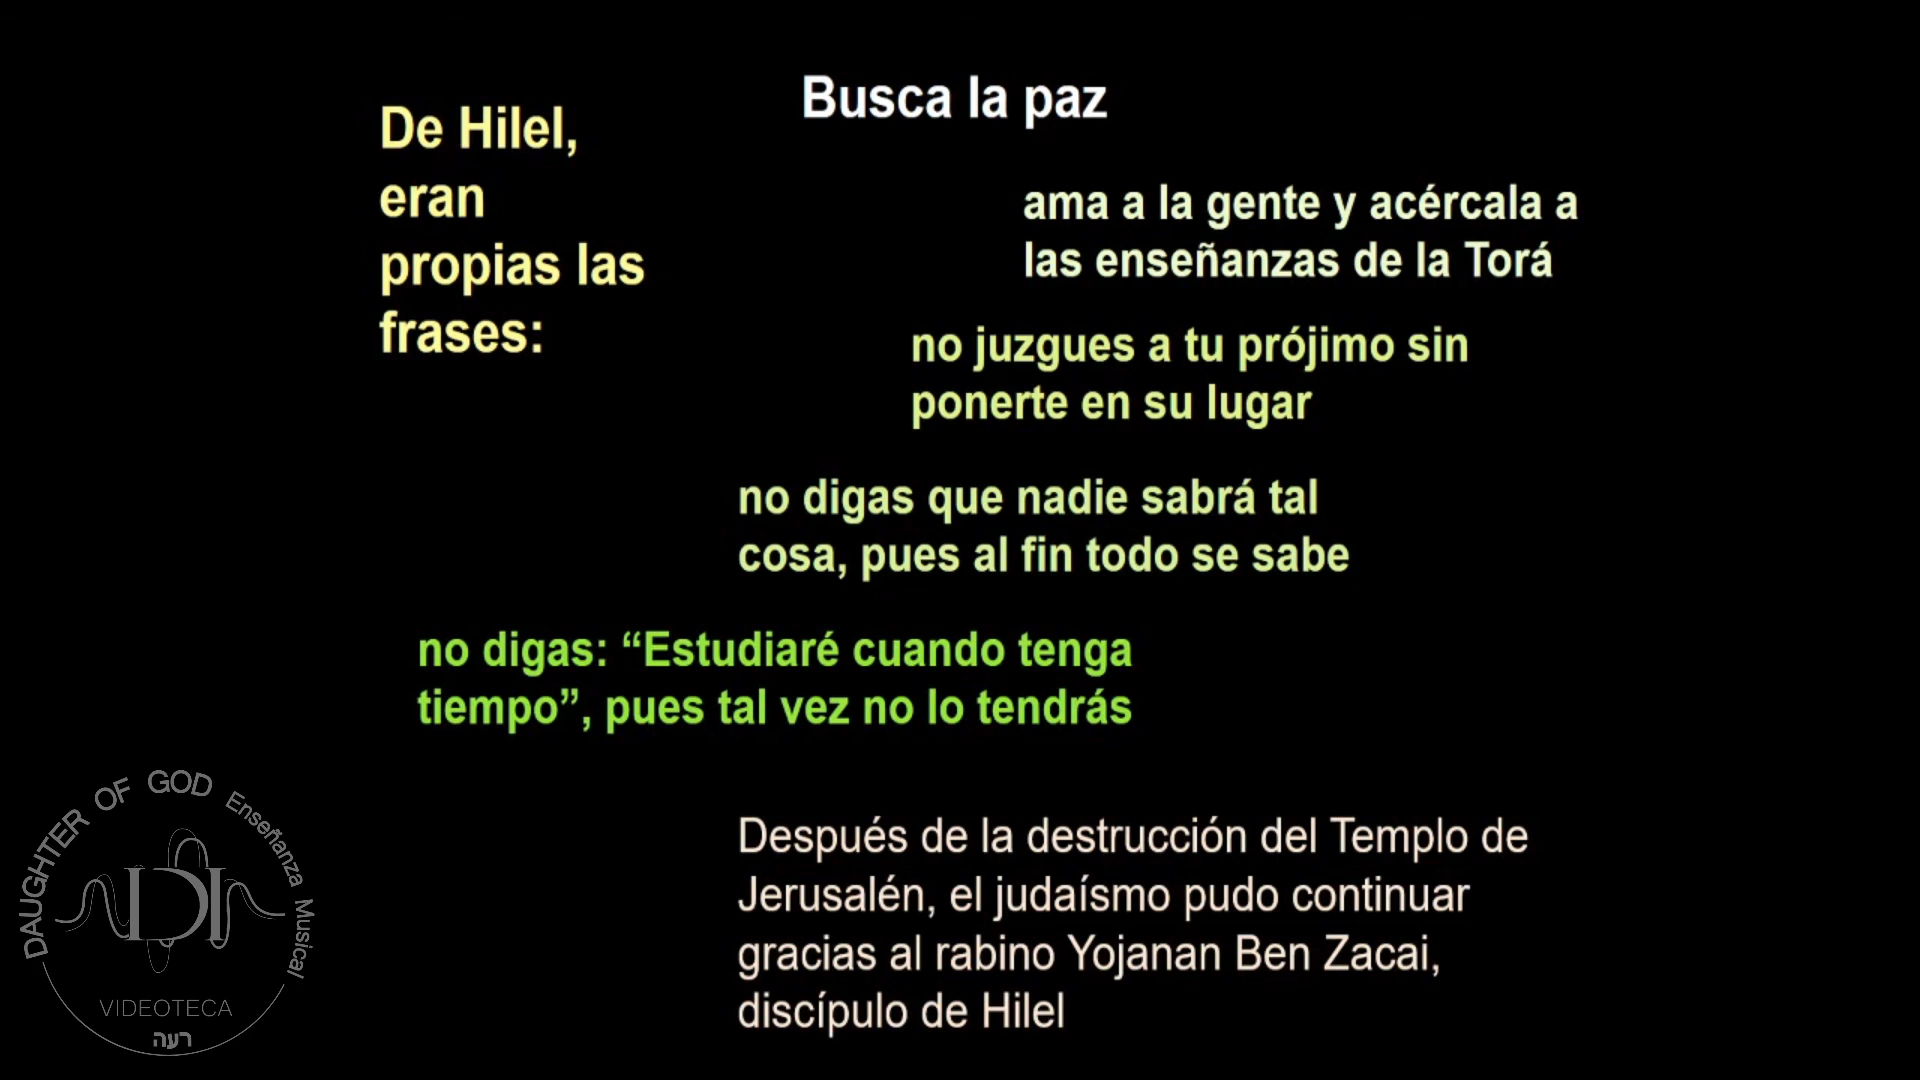 De Hilel,
eran
propias las
frases:
Busca la paz
ama a la gente y acércala a
las enseñanzas de la Torá
no juzgues a tu prójimo sin
ponerte en su lugar
no digas que nadie sabrá tal
cosa, pues al fin todo se sabe
no digas: “Estudiaré cuando tenga
tiempo”, pues tal vez no lo tendrás
Después de la destrucción del Templo de
Jerusalén, el judaísmo pudo continuar
gracias al rabino Yojanan Ben Zacai,
discípulo de Hilel
DAUGHTER OF GOD Enseñanza Musical
VIDEOTECA
רעה